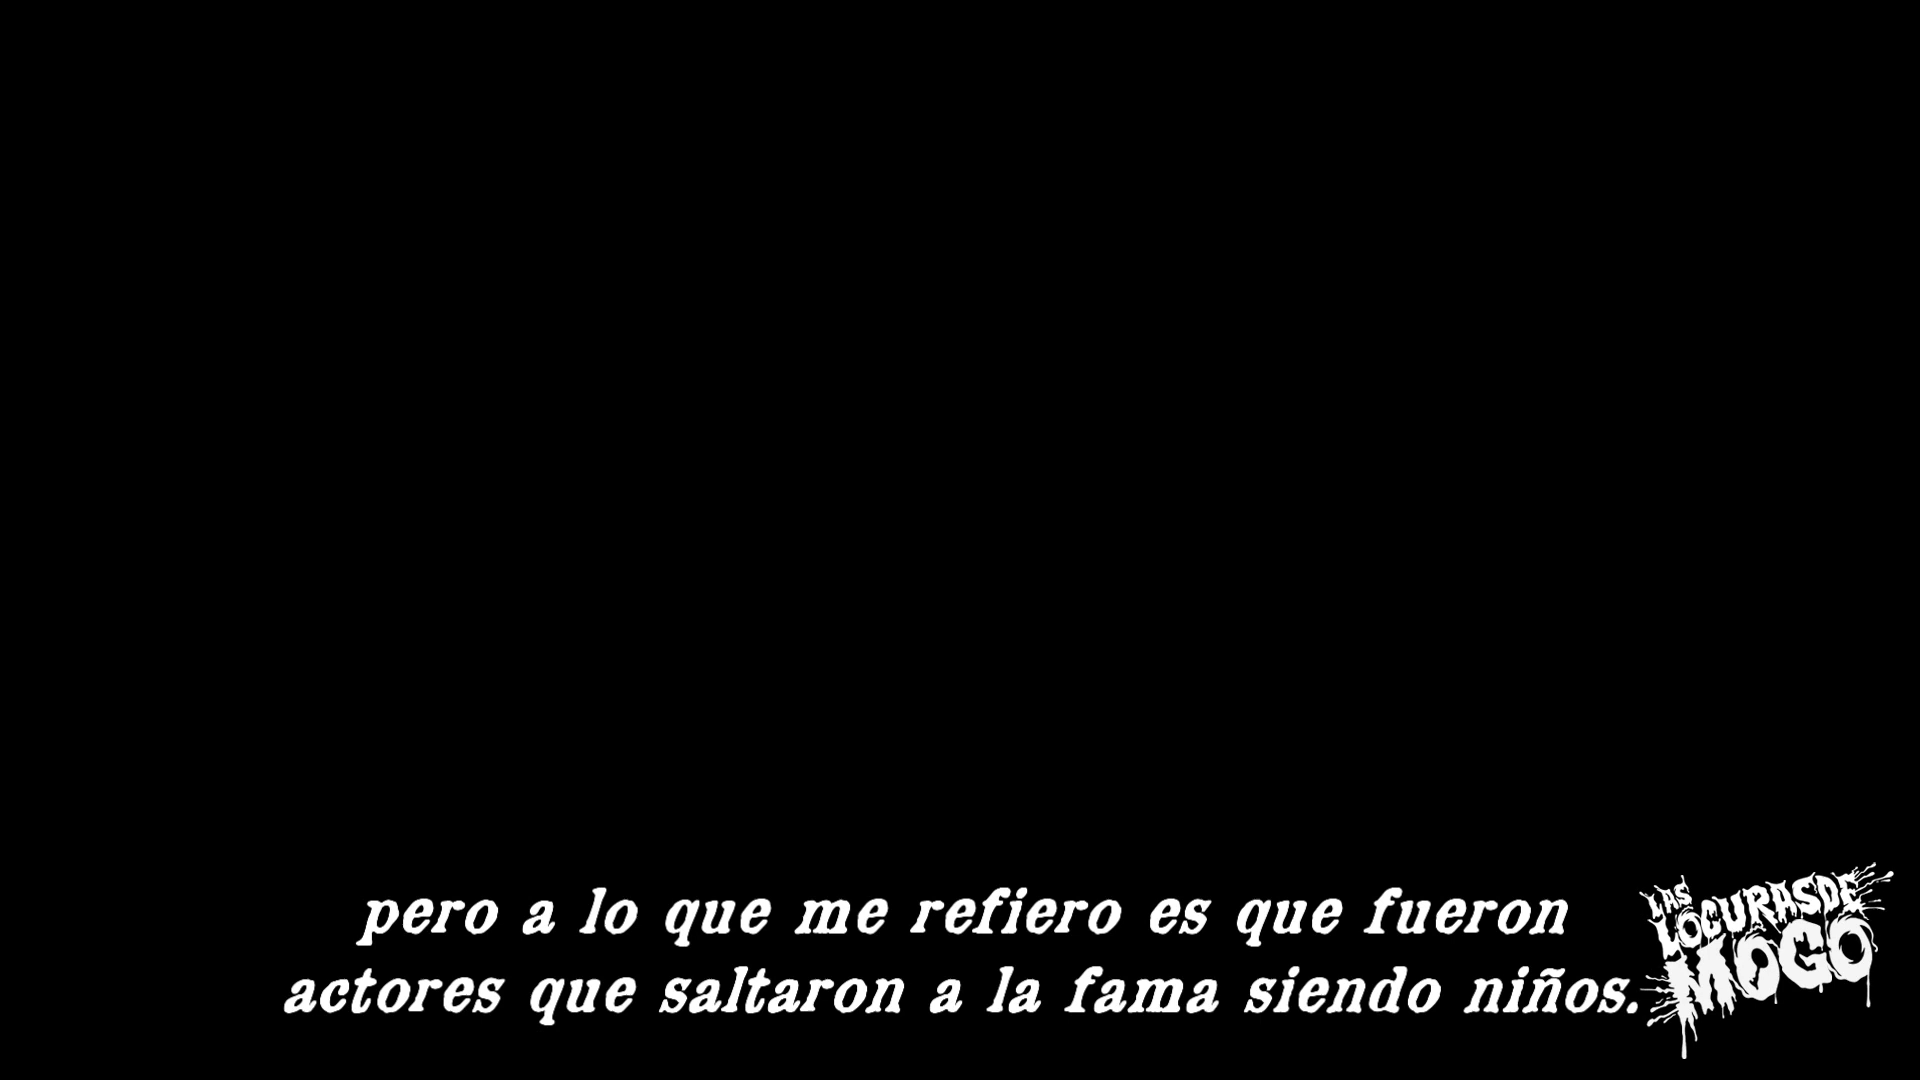 pero a lo que me refiero es que fueron
actores que saltaron a la fama siendo niños.
LAS
LOCURAS DE
MOGO